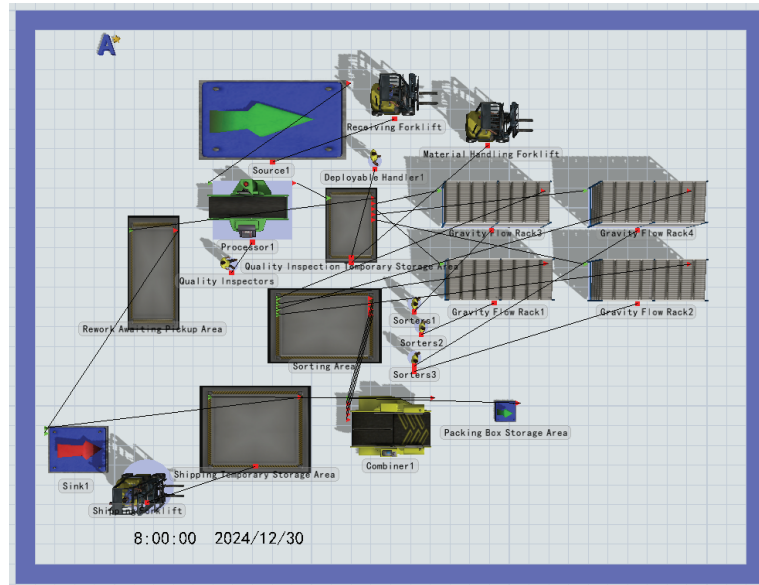 A
Receiving Forklift
Material Handling Forklift
Source1
Deployable Handler1
Gravity Flow Rack3
Gravity Flow Rack4
Processor1
Quality Inspection Temporary Storage Area
Quality Inspectors
Gravity Flow Rack1
Gravity Flow Rack2
Sorters1
Rework Awaiting Pickup Area
Sorters2
Sorting Area
Sorters3
Packing Box Storage Area
Combiner1
Shipping Temporary Storage Area
Sink1
Shipping Forklift
8:00:00 2024/12/30